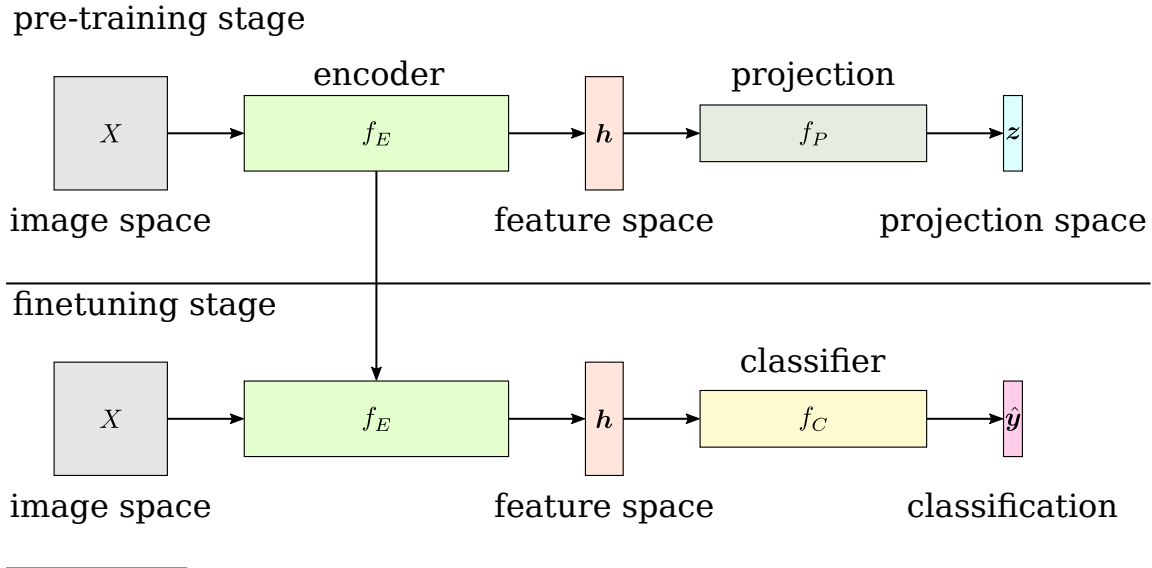 pre-training stage
encoder projection
X f_E h f_P z
image space feature space projection space
finetuning stage
classifier
X f_E h f_C ŷ
image space feature space classification